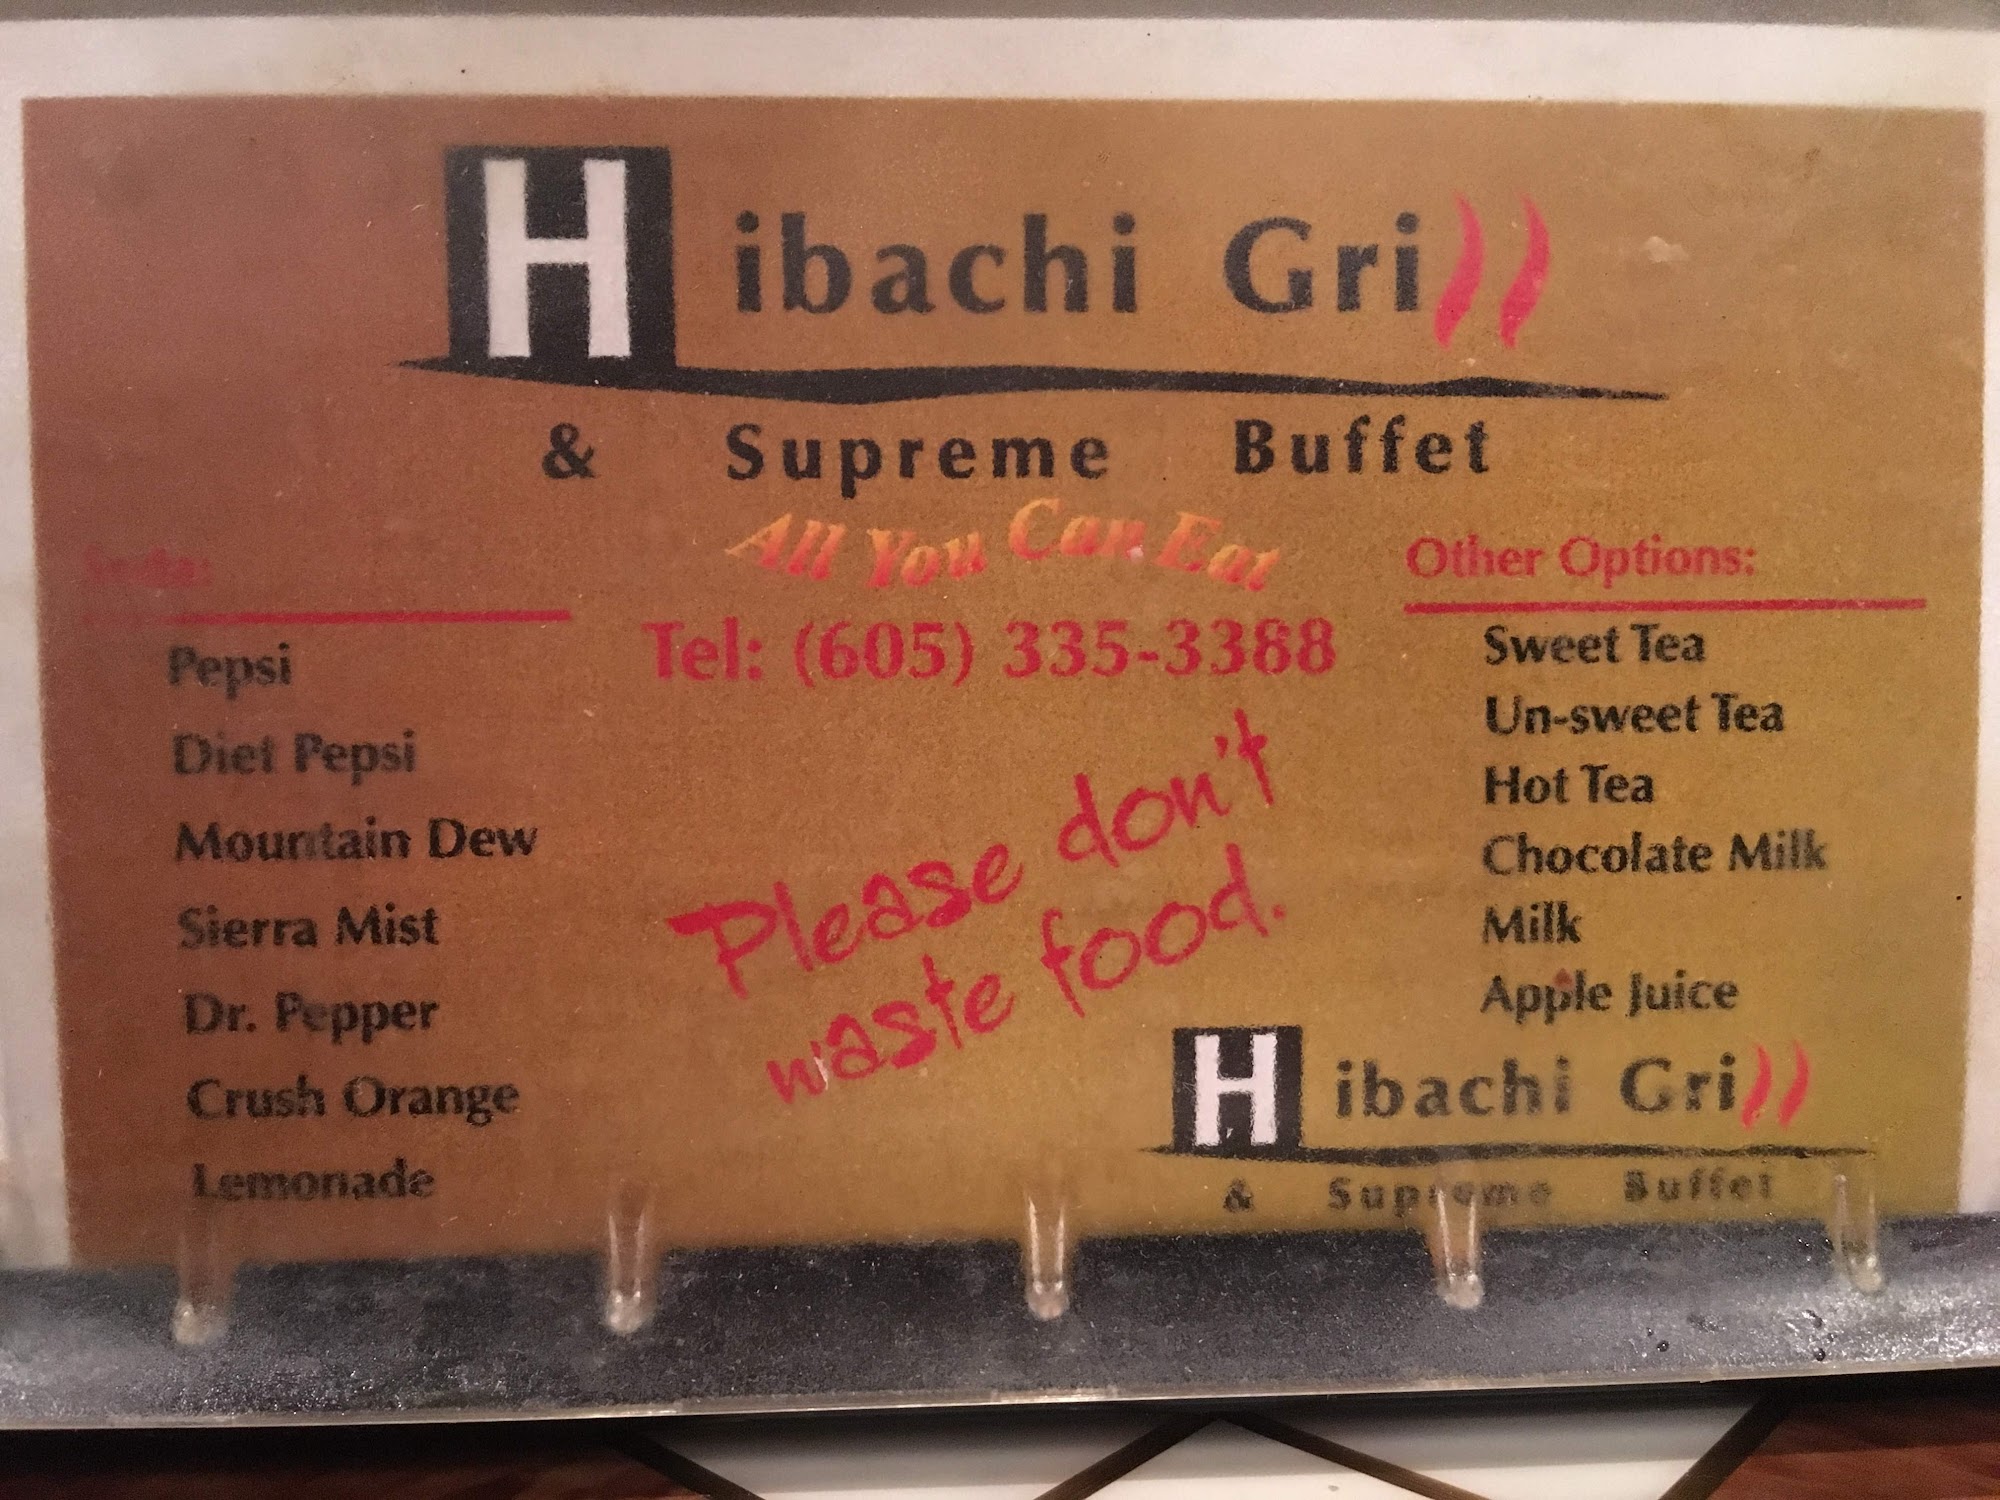 Hibachi Grill
& Supreme Buffet
All You Can Eat
Tel: (605) 335-3388
Pepsi
Diet Pepsi
Mountain Dew
Sierra Mist
Dr. Pepper
Crush Orange
Lemonade
Please don't
waste food.
Other Options:
Sweet Tea
Un-sweet Tea
Hot Tea
Chocolate Milk
Milk
Apple Juice
Hibachi Grill
& Supreme Buffet